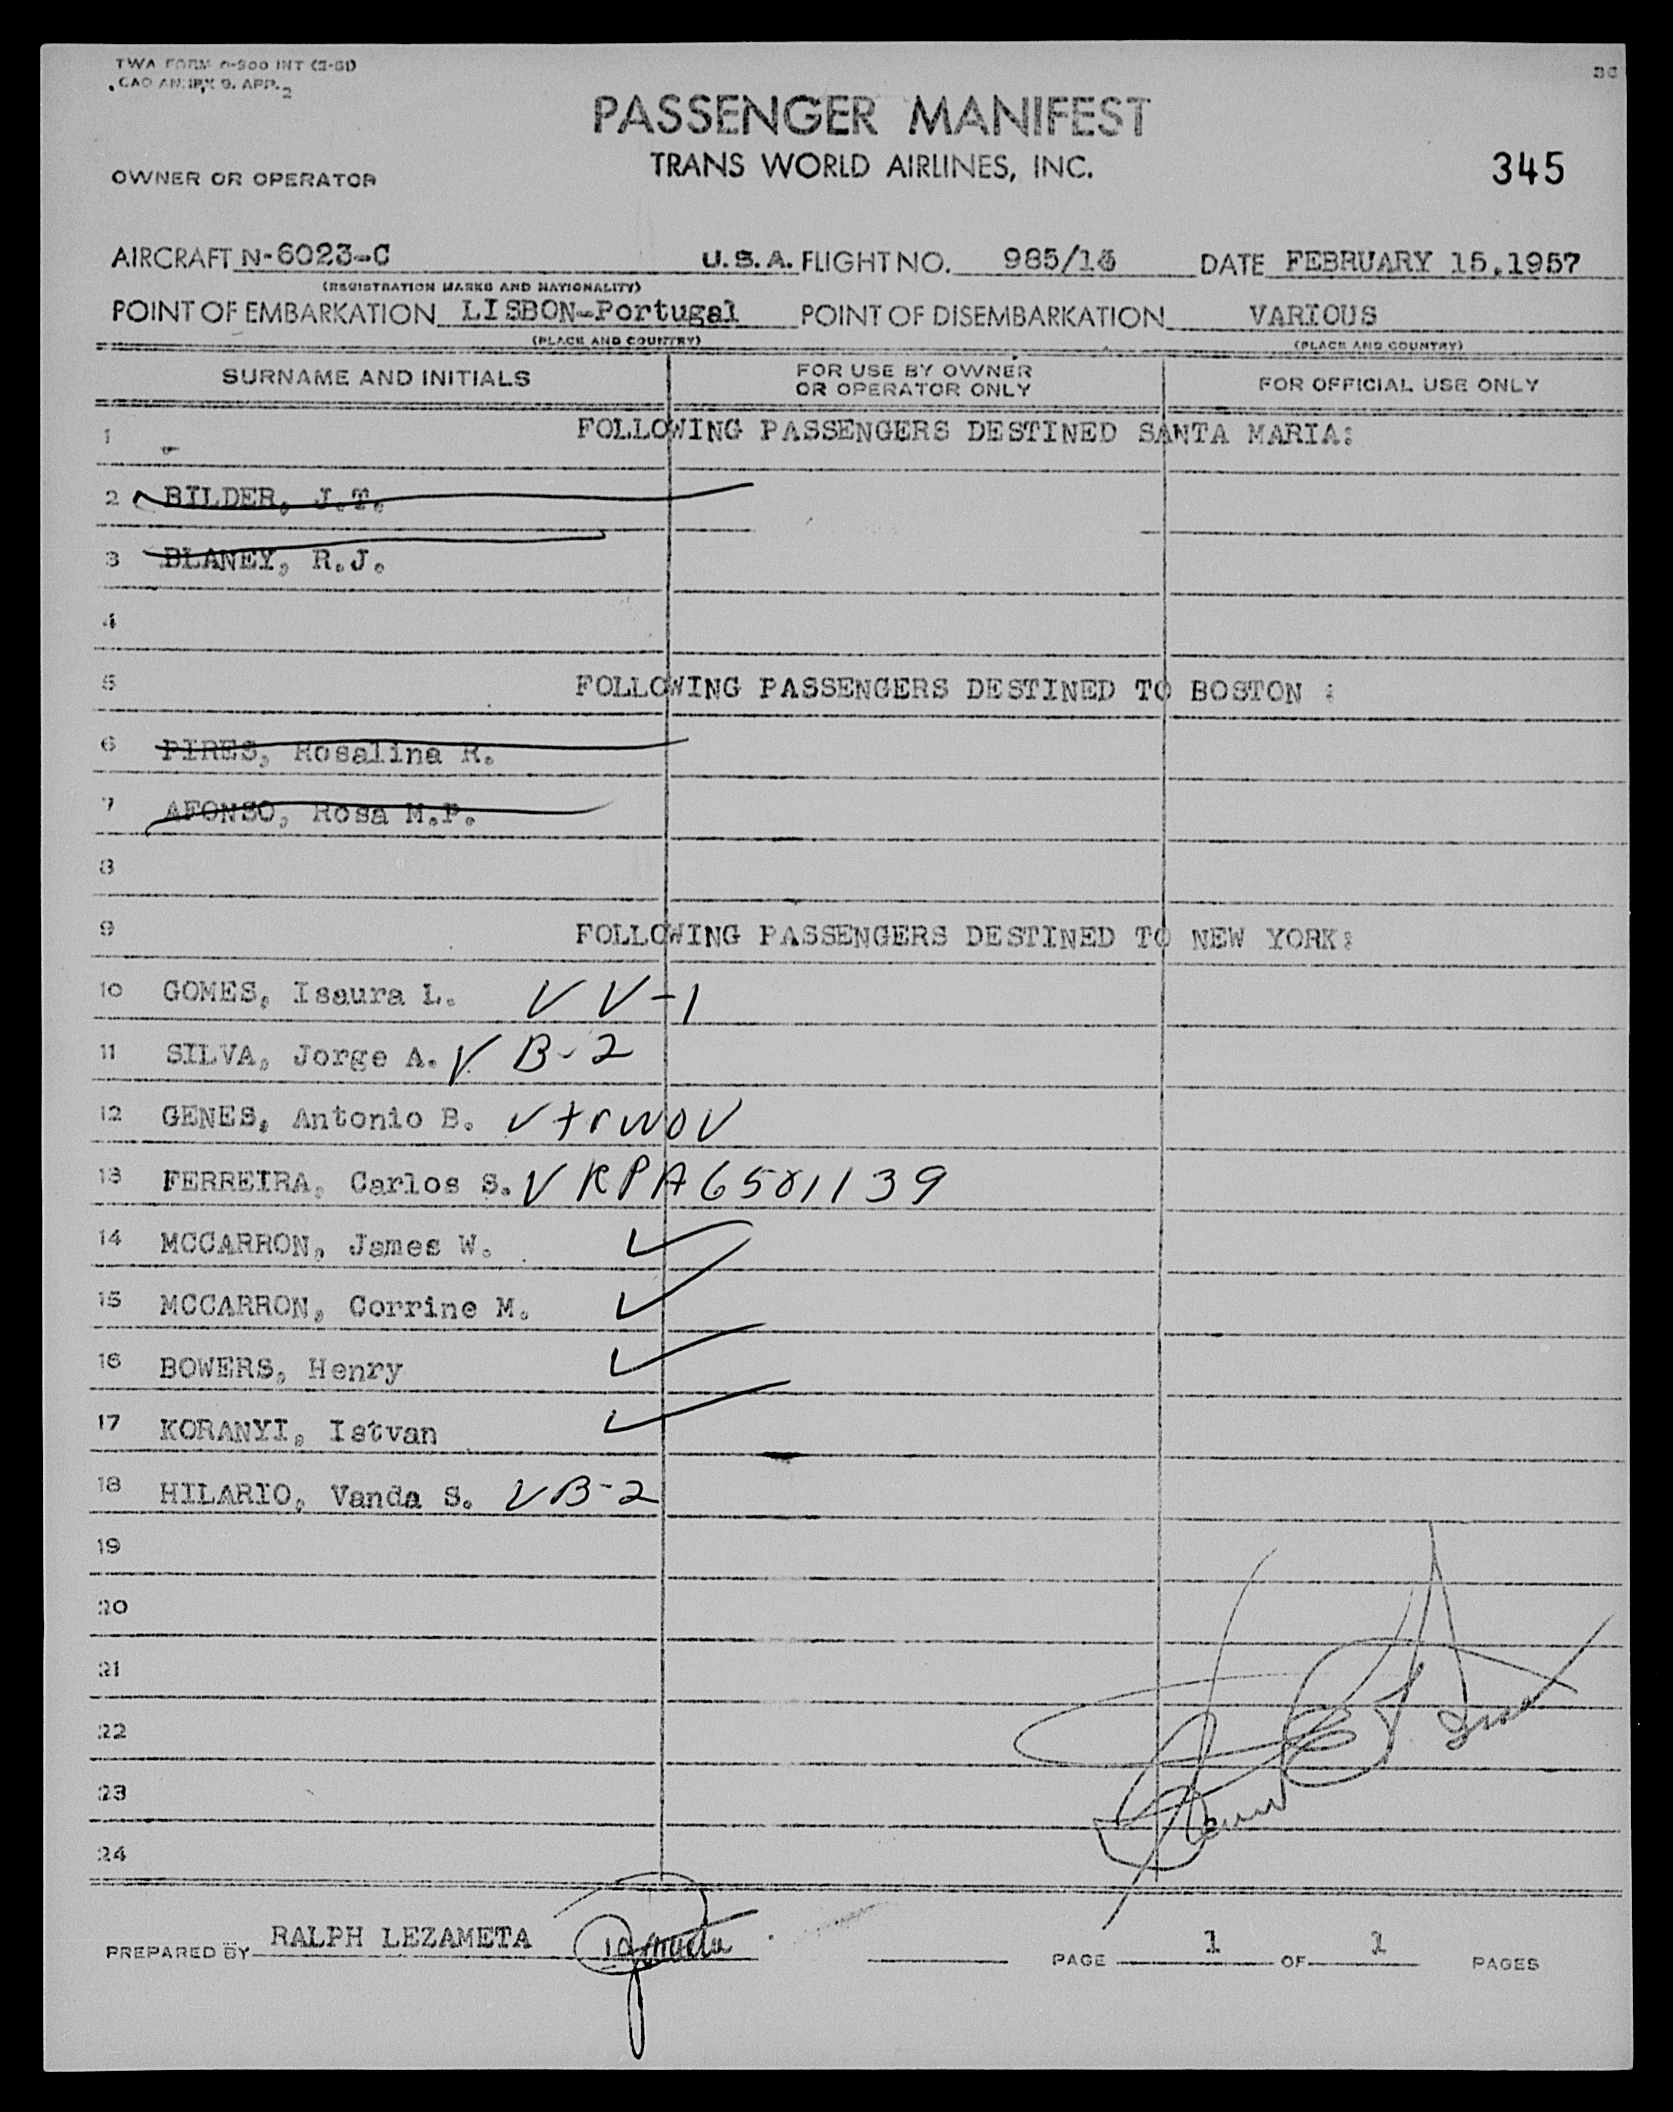 TWA FORM O-900 INT (2-51)
ICAO ANNEX 9. APP. 2
PASSENGER MANIFEST
TRANS WORLD AIRLINES, INC.
OWNER OR OPERATOR
345
AIRCRAFT N-6023-C U.S.A. FLIGHT NO. 985/13 DATE FEBRUARY 15,1957
(REGISTRATION MARKS AND NATIONALITY)
POINT OF EMBARKATION LISBON-Portugal POINT OF DISEMBARKATION VARIOUS
(PLACE AND COUNTRY) (PLACE AND COUNTRY)
SURNAME AND INITIALS FOR USE BY OWNER OR OPERATOR ONLY FOR OFFICIAL USE ONLY
1 FOLLOWING PASSENGERS DESTINED SANTA MARIA:
2 BILDER, J.T.
3 BLANEY, R.J.
4
5 FOLLOWING PASSENGERS DESTINED TO BOSTON :
6 PIRES, Rosalina R.
7 AFONSO, Rosa M.P.
8
9 FOLLOWING PASSENGERS DESTINED TO NEW YORK:
10 GOMES, Isaura L. V V-1
11 SILVA, Jorge A. V B-2
12 GENES, Antonio B. V trwov
13 FERREIRA, Carlos S. V RPA6581139
14 MCCARRON, James W.
15 MCCARRON, Corrine M.
16 BOWERS, Henry
17 KORANYI, Istvan
18 HILARIO, Vanda S. V B-2
19
20
21
22
23
24
PREPARED BY RALPH LEZAMETA PAGE 1 OF 1 PAGES